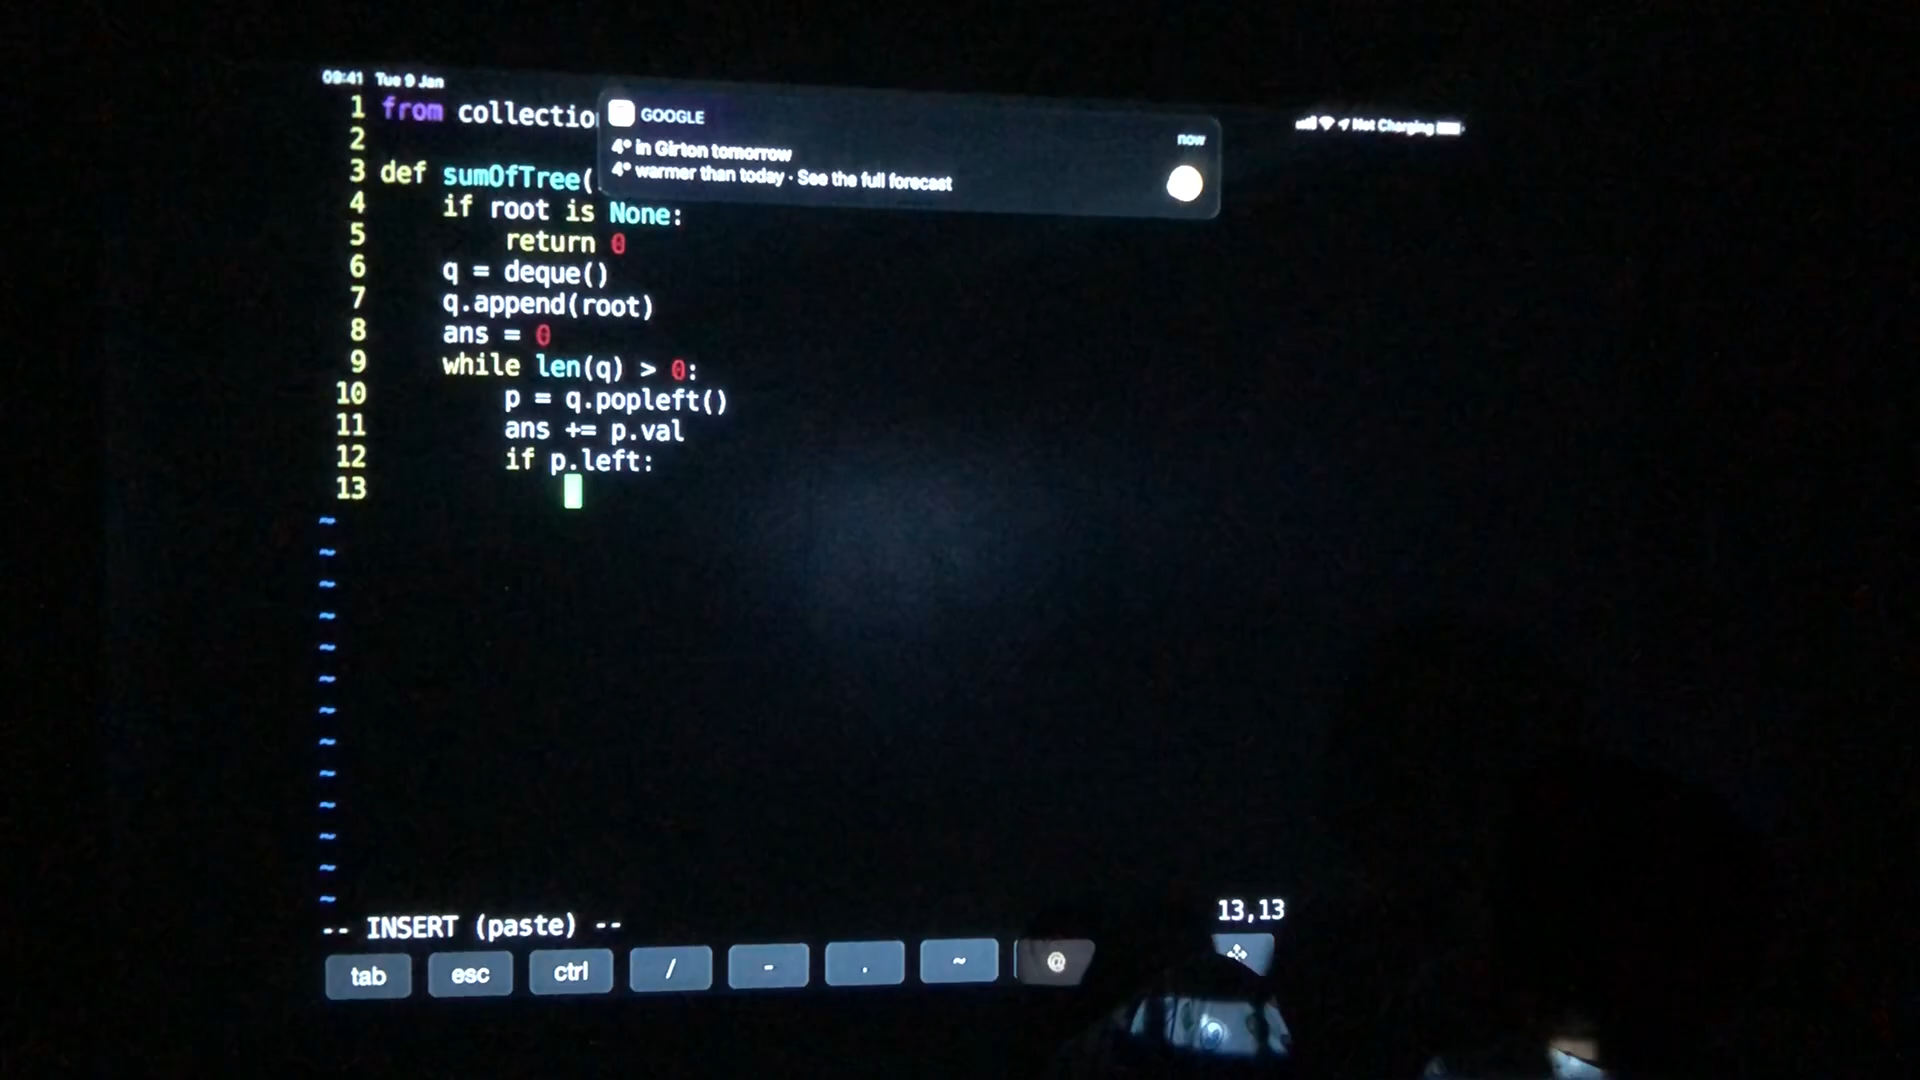 09:41 Tue 9 Jan
Not Charging
1 from collectio
GOOGLE
now
4° in Girton tomorrow
4° warmer than today · See the full forecast
2
3 def sumOfTree(
4     if root is None:
5         return 0
6     q = deque()
7     q.append(root)
8     ans = 0
9     while len(q) > 0:
10         p = q.popleft()
11         ans += p.val
12         if p.left:
13
~
~
~
~
~
~
~
~
~
~
~
~
~
-- INSERT (paste) --
13,13
tab esc ctrl / - . ~ @